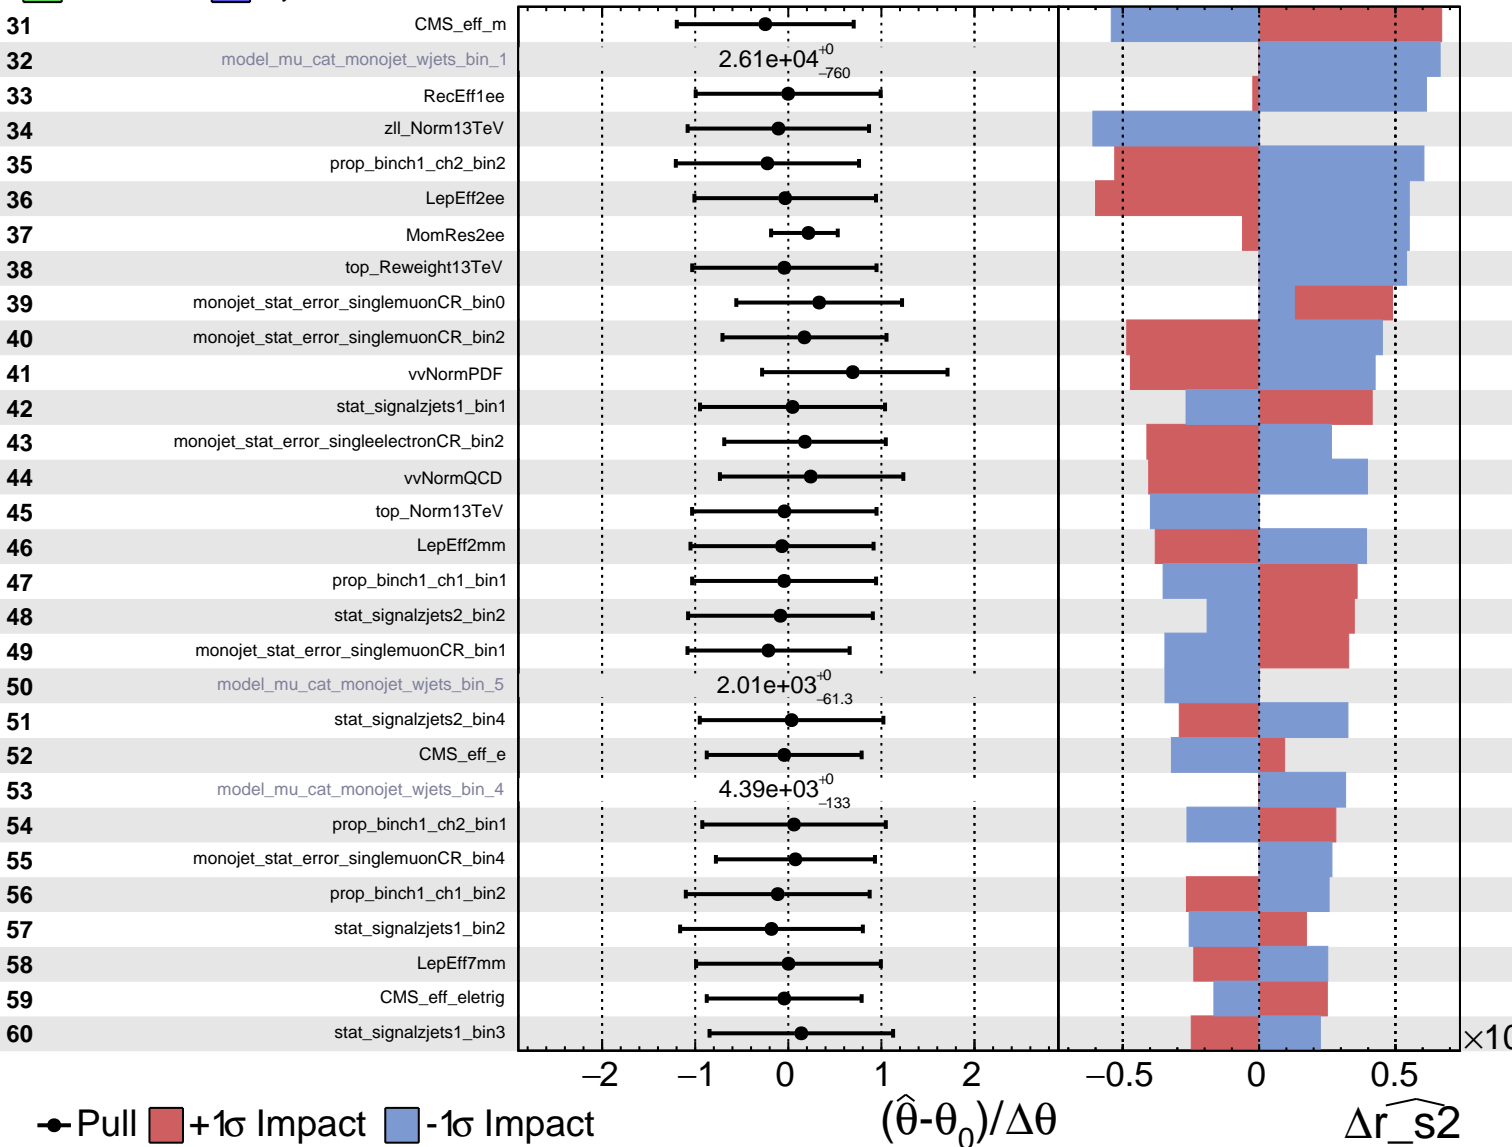 31 CMS_eff_m
32 model_mu_cat_monojet_wjets_bin_1 2.61e+04 +0 −760
33 RecEff1ee
34 zll_Norm13TeV
35 prop_binch1_ch2_bin2
36 LepEff2ee
37 MomRes2ee
38 top_Reweight13TeV
39 monojet_stat_error_singlemuonCR_bin0
40 monojet_stat_error_singlemuonCR_bin2
41 vvNormPDF
42 stat_signalzjets1_bin1
43 monojet_stat_error_singleelectronCR_bin2
44 vvNormQCD
45 top_Norm13TeV
46 LepEff2mm
47 prop_binch1_ch1_bin1
48 stat_signalzjets2_bin2
49 monojet_stat_error_singlemuonCR_bin1
50 model_mu_cat_monojet_wjets_bin_5 2.01e+03 +0 −61.3
51 stat_signalzjets2_bin4
52 CMS_eff_e
53 model_mu_cat_monojet_wjets_bin_4 4.39e+03 +0 −133
54 prop_binch1_ch2_bin1
55 monojet_stat_error_singlemuonCR_bin4
56 prop_binch1_ch1_bin2
57 stat_signalzjets1_bin2
58 LepEff7mm
59 CMS_eff_eletrig
60 stat_signalzjets1_bin3 ×10
−2 −1 0 1 2 −0.5 0 0.5
Pull +1σ Impact -1σ Impact (θ̂-θ₀)/Δθ Δr_s2